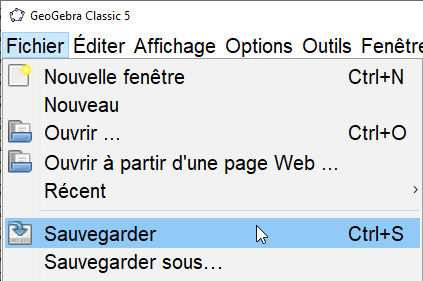 GeoGebra Classic 5
Fichier Éditer Affichage Options Outils Fenêtre
Nouvelle fenêtre Ctrl+N
Nouveau
Ouvrir ... Ctrl+O
Ouvrir à partir d'une page Web ...
Récent
Sauvegarder Ctrl+S
Sauvegarder sous...